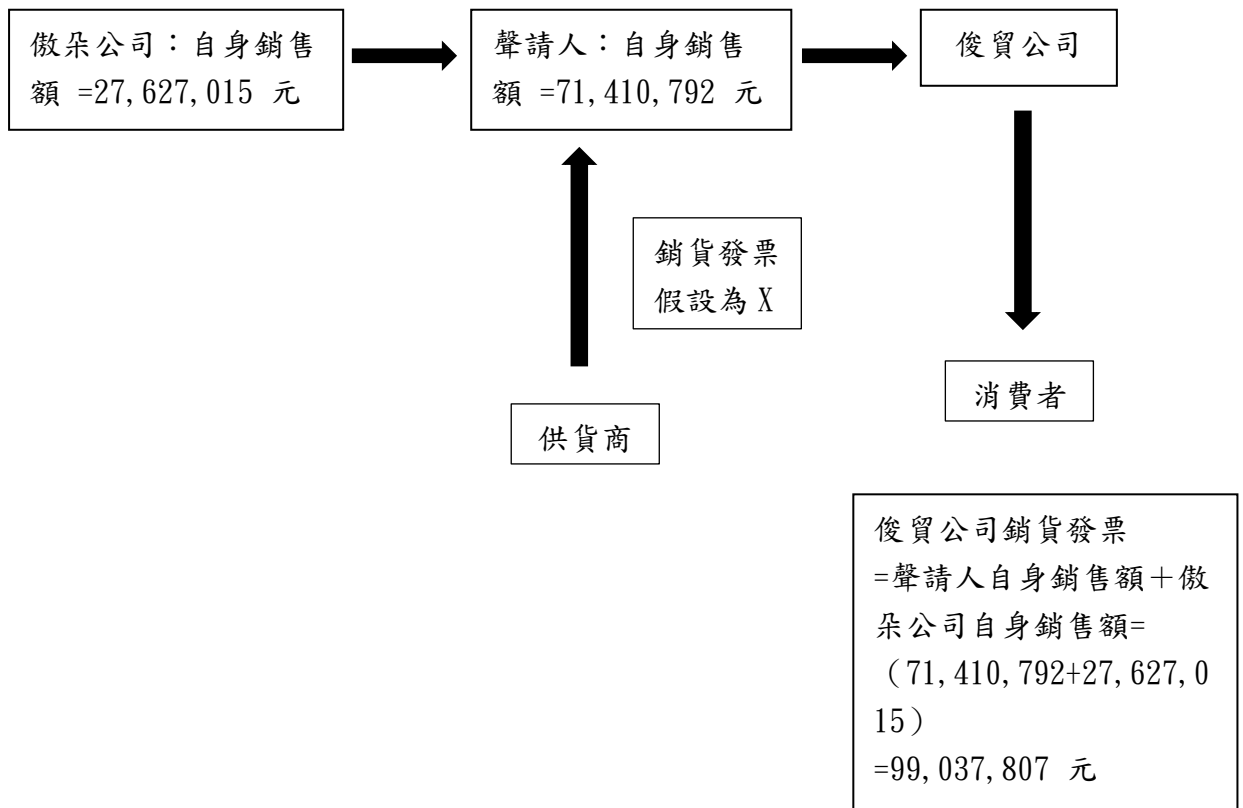 傲朵公司：自身銷售
額 =27,627,015 元
聲請人：自身銷售
額 =71,410,792 元
俊貿公司
銷貨發票
假設為 X
供貨商
消費者
俊貿公司銷貨發票
=聲請人自身銷售額＋傲
朵公司自身銷售額=
（71,410,792+27,627,0
15）
=99,037,807 元